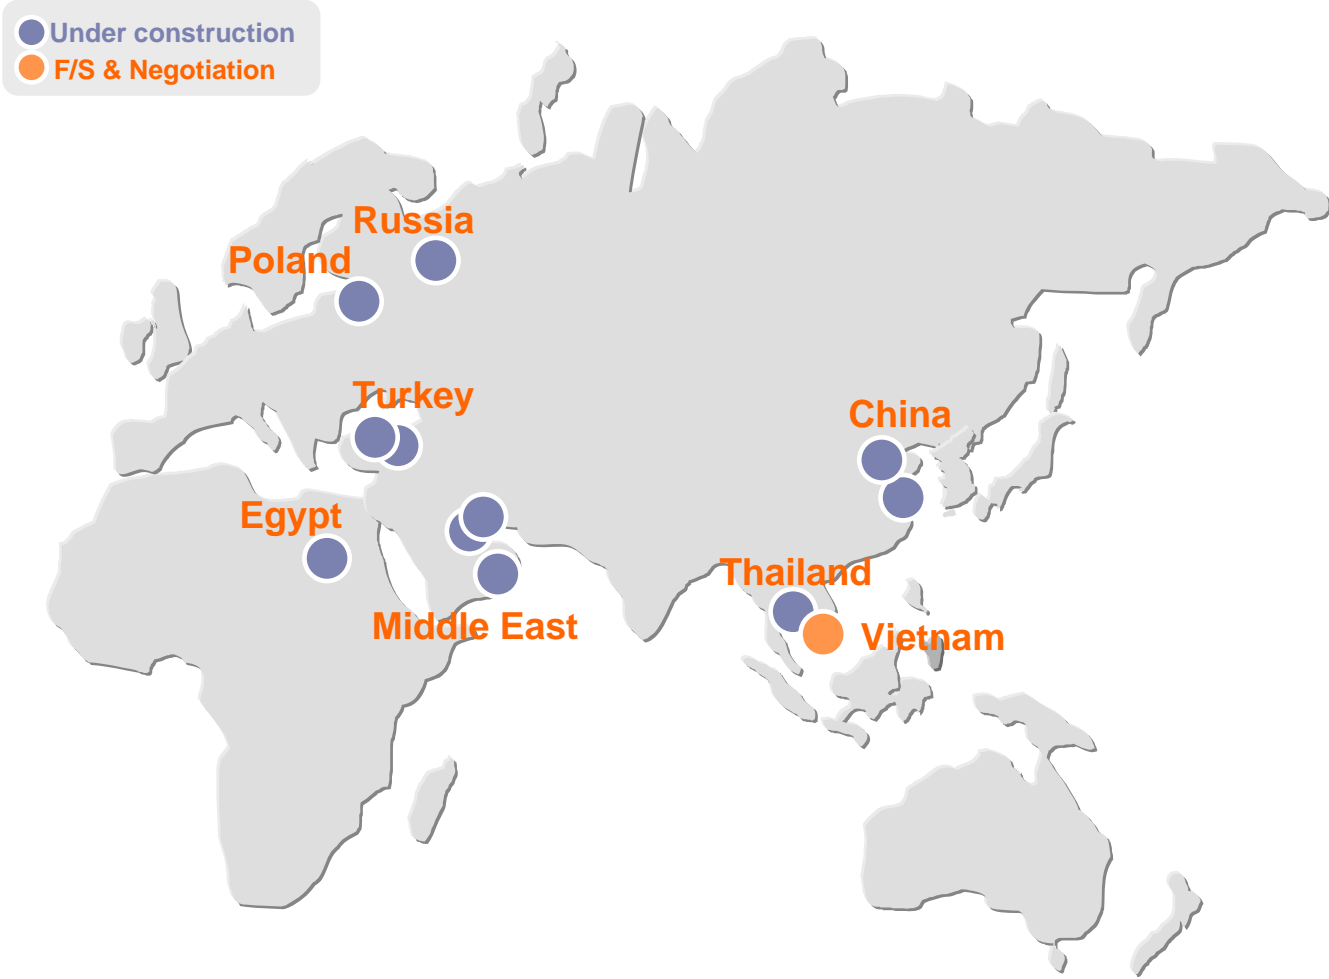 Under construction
F/S & Negotiation
Russia
Poland
Turkey
China
Egypt
Thailand
Middle East
Vietnam